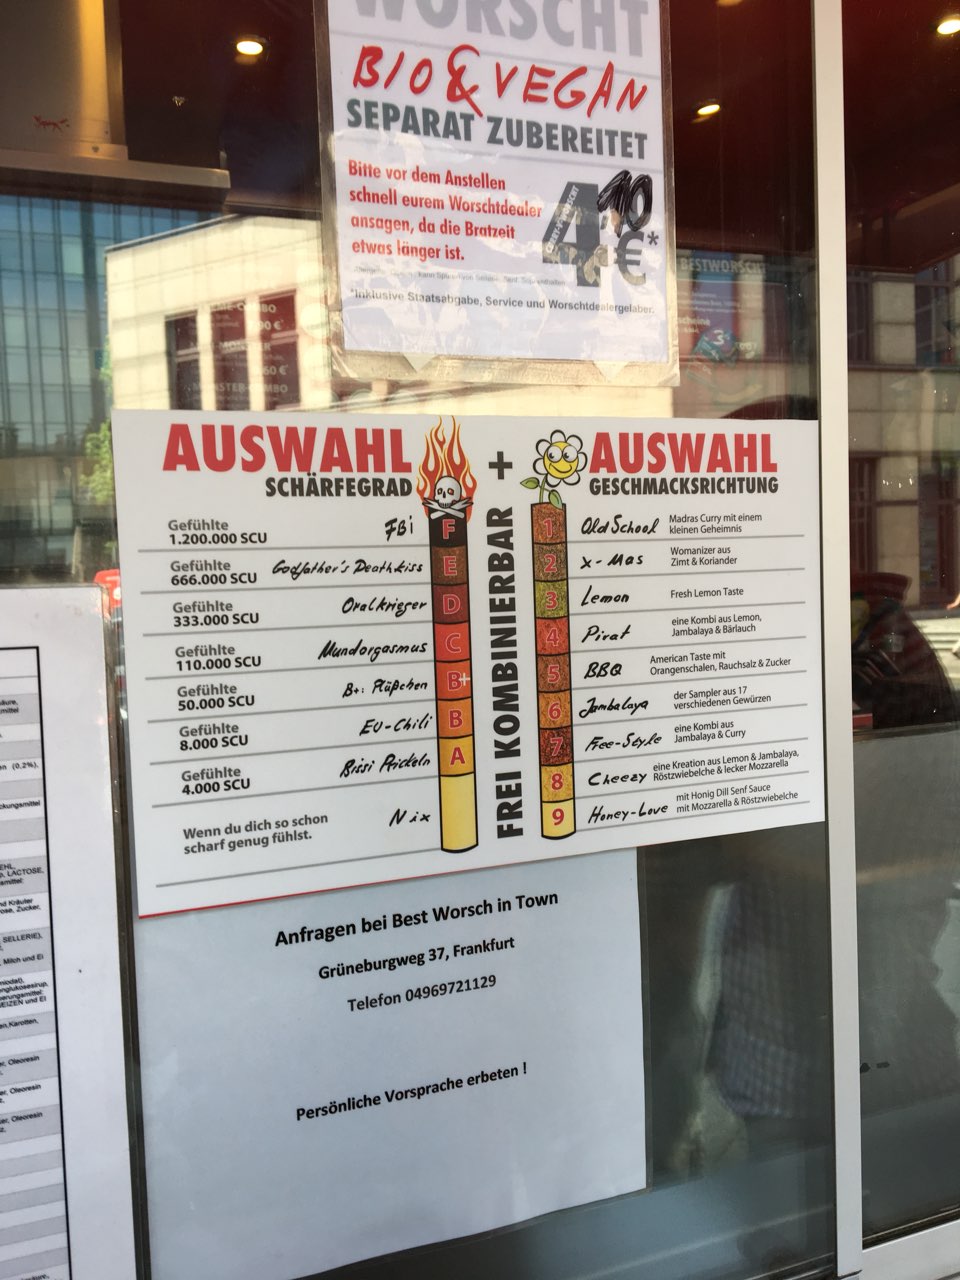 WORSCHT
BIO & VEGAN
SEPARAT ZUBEREITET
Bitte vor dem Anstellen
schnell eurem Worschtdealer
ansagen, da die Bratzeit
etwas länger ist.
4 10 €*
*Inklusive Staatsabgabe, Service und Worschtdealergelaber.
BESTWORSCHT
AUSWAHL
SCHÄRFEGRAD
Gefühlte
1.200.000 SCU
FBi
F
Gefühlte
666.000 SCU
Godfather's Deathkiss
E
Gefühlte
333.000 SCU
Oralkrieger
D
Gefühlte
110.000 SCU
Mundorgasmus
C
Gefühlte
50.000 SCU
B+
Gefühlte
8.000 SCU
EU-Chili
B
Gefühlte
4.000 SCU
Bissi Prickeln
A
Wenn du dich so schon
scharf genug fühlst.
Nix
+
FREI KOMBINIERBAR
AUSWAHL
GESCHMACKSRICHTUNG
1 Old School
Madras Curry mit einem
kleinen Geheimnis
2 X-Mas
Womanizer aus
Zimt & Koriander
3 Lemon
Fresh Lemon Taste
4 Pirat
eine Kombi aus Lemon,
Jambalaya & Bärlauch
5 BBQ
American Taste mit
Orangenschalen, Rauchsalz & Zucker
6 Jambalaya
der Sampler aus 17
verschiedenen Gewürzen
7 Free-Style
eine Kombi aus
Jambalaya & Curry
8 Cheezy
eine Kreation aus Lemon & Jambalaya,
Röstzwiebelche & lecker Mozzarella
9 Honey-Love
mit Honig Dill Senf Sauce
mit Mozzarella & Röstzwiebelche
Anfragen bei Best Worsch in Town
Grüneburgweg 37, Frankfurt
Telefon 04969721129
Persönliche Vorsprache erbeten !